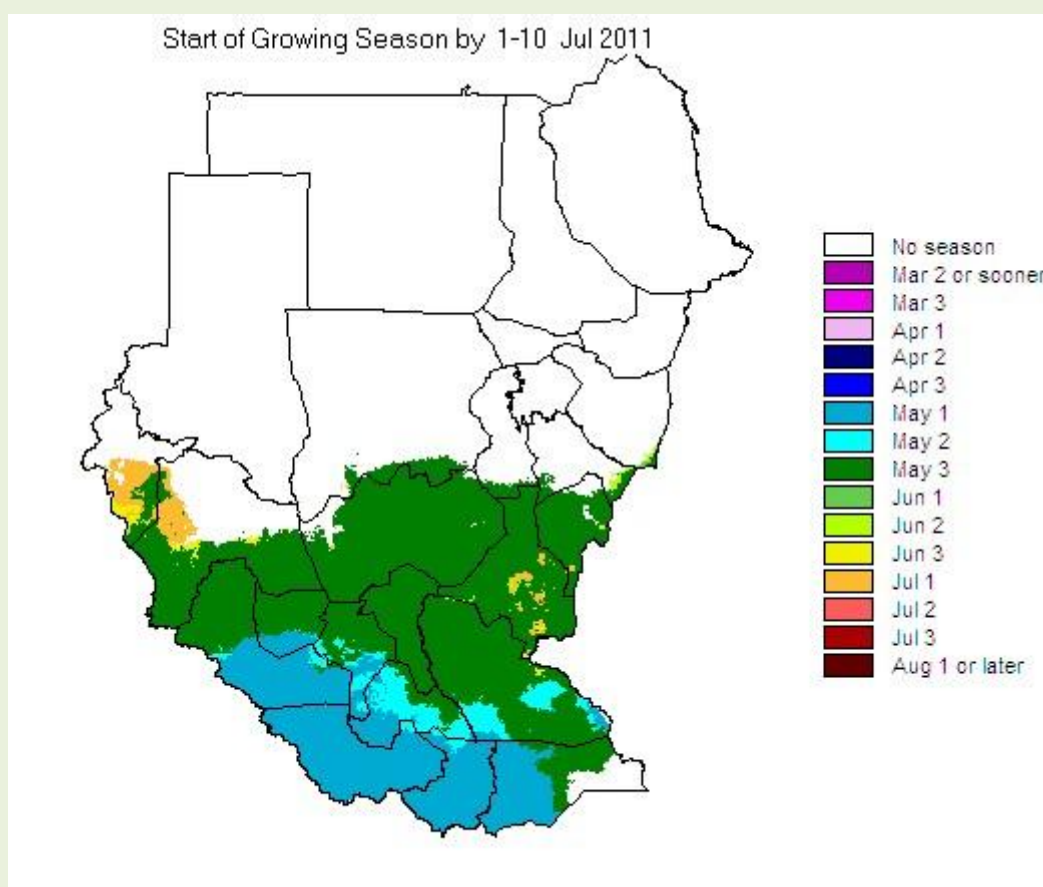 Start of Growing Season by 1-10 Jul 2011
No season
Mar 2 or sooner
Mar 3
Apr 1
Apr 2
Apr 3
May 1
May 2
May 3
Jun 1
Jun 2
Jun 3
Jul 1
Jul 2
Jul 3
Aug 1 or later